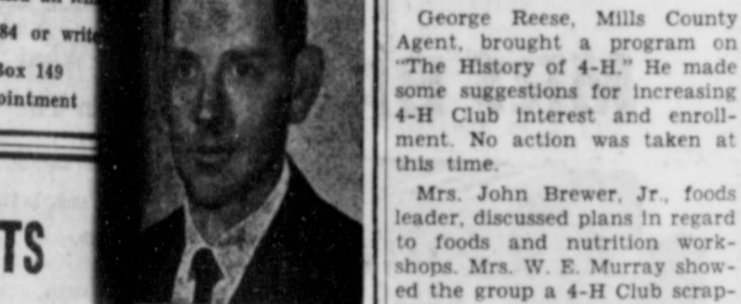 84 or write
Box 149
ointment
TS
George Reese, Mills County
Agent, brought a program on
"The History of 4-H." He made
some suggestions for increasing
4-H Club interest and enroll-
ment. No action was taken at
this time.
Mrs. John Brewer, Jr., foods
leader, discussed plans in regard
to foods and nutrition work-
shops. Mrs. W. E. Murray show-
ed the group a 4-H Club scrap-